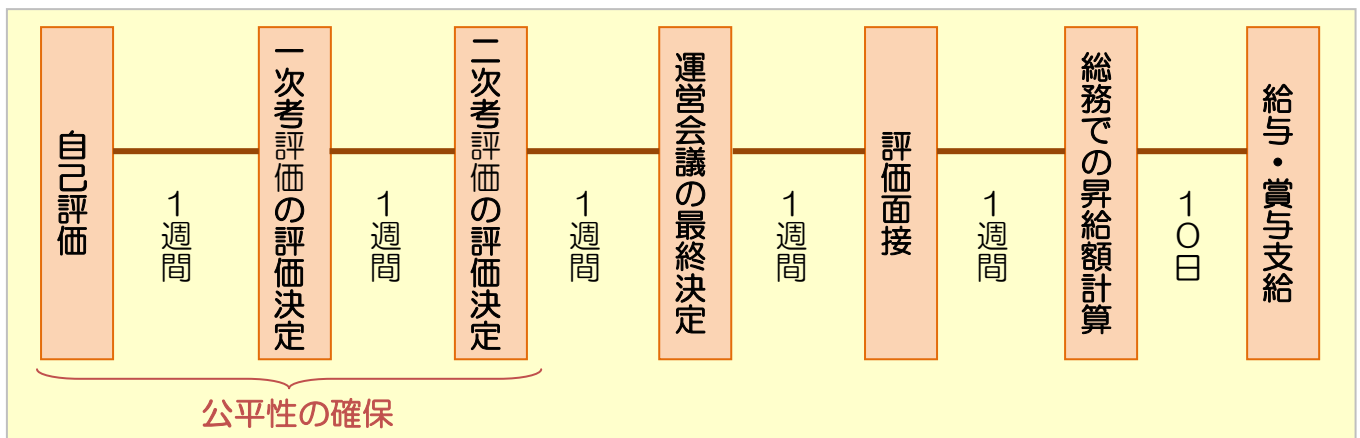 自己評価
1週間
一次考評価の評価決定
1週間
二次考評価の評価決定
1週間
運営会議の最終決定
1週間
評価面接
1週間
総務での昇給額計算
10日
給与・賞与支給
公平性の確保